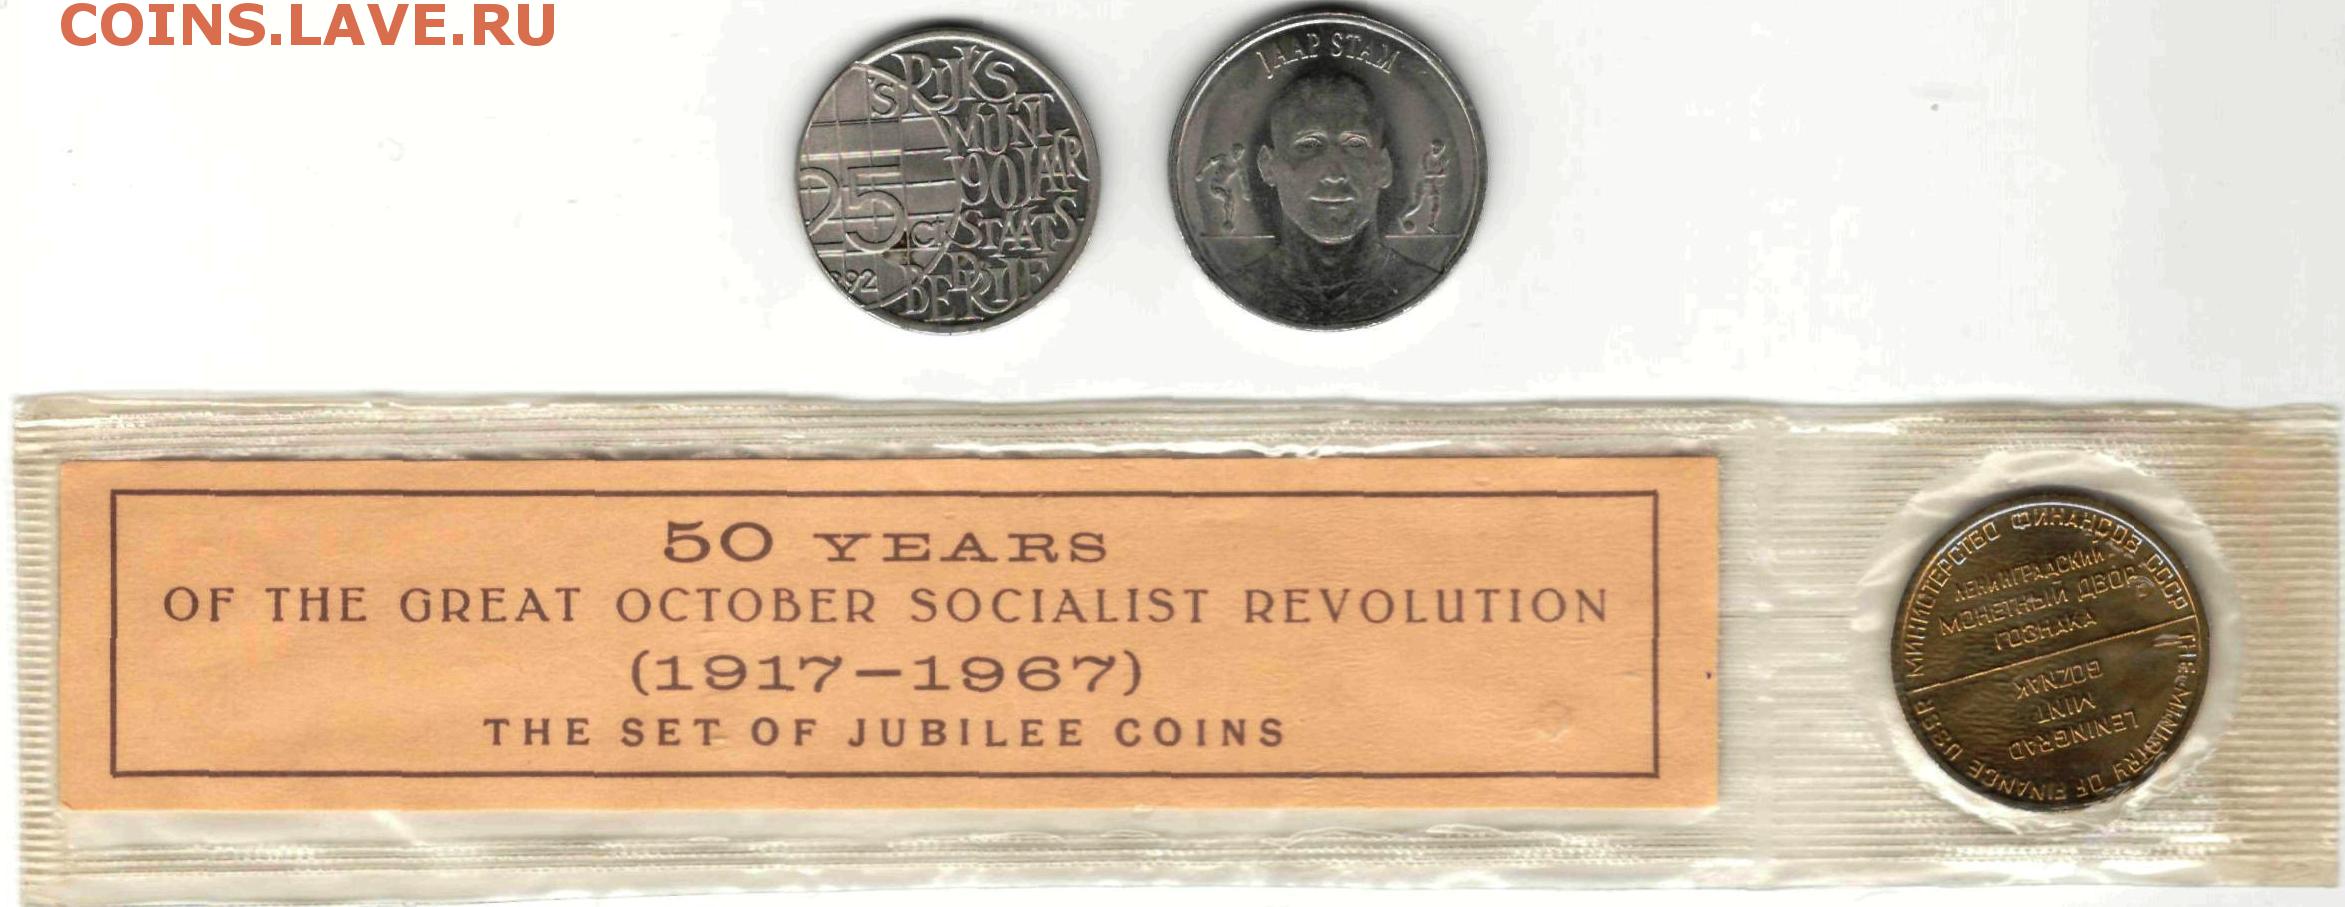 COINS.LAVE.RU
'S RIJKS
MUNT
90 JAAR
STAATS
BEDRIJF
25
ct
92
JAAP STAM
50 YEARS
OF THE GREAT OCTOBER SOCIALIST REVOLUTION
(1917–1967)
THE SET OF JUBILEE COINS
МИНИСТЕРСТВО ФИНАНСОВ СССР
ЛЕНИНГРАДСКИЙ
МОНЕТНЫЙ ДВОР
ГОЗНАКА
THE MINISTRY OF FINANCE USSR
LENINGRAD
MINT
GOZNAK